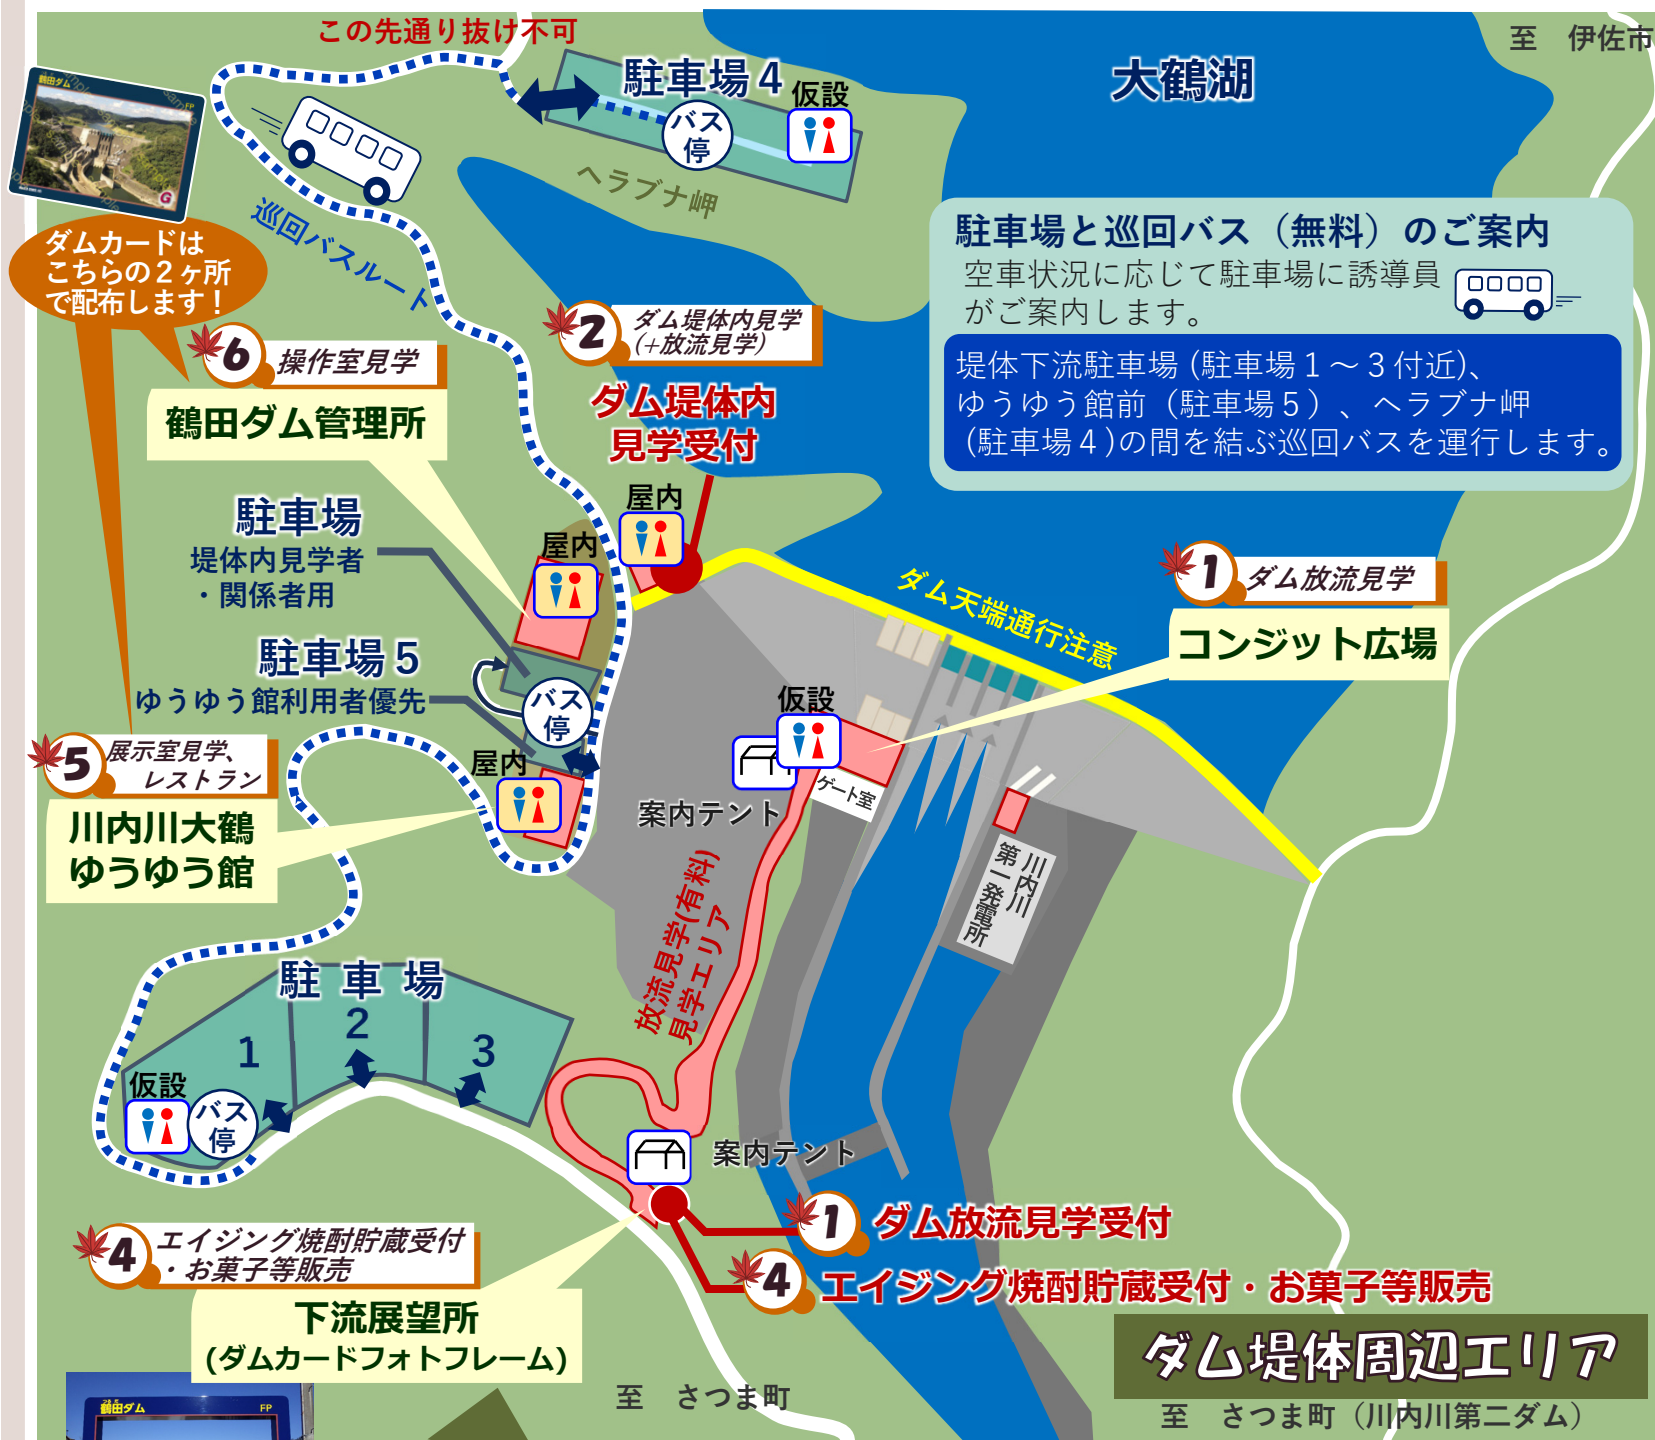 この先通り抜け不可
至　伊佐市
大鶴湖
駐車場４
仮設
バス
停
ヘラブナ岬
鶴田ダム
FP
G
巡回バスルート
ダムカードは
こちらの２ヶ所
で配布します！
駐車場と巡回バス（無料）のご案内
空車状況に応じて駐車場に誘導員
がご案内します。
堤体下流駐車場 (駐車場１～３付近)、
ゆうゆう館前（駐車場５）、ヘラブナ岬
(駐車場４)の間を結ぶ巡回バスを運行します。
6
操作室見学
鶴田ダム管理所
2
ダム堤体内見学
(+放流見学)
ダム堤体内
見学受付
屋内
屋内
駐車場
堤体内見学者
・関係者用
駐車場５
ゆうゆう館利用者優先
バス
停
屋内
1
ダム放流見学
コンジット広場
ダム天端通行注意
仮設
ゲート室
案内テント
5
展示室見学、
レストラン
川内川大鶴
ゆうゆう館
川内川
第一発電所
放流見学(有料)
見学エリア
駐車場
1
2
3
仮設
バス
停
案内テント
1
ダム放流見学受付
4
エイジング焼酎貯蔵受付・お菓子等販売
4
エイジング焼酎貯蔵受付
・お菓子等販売
下流展望所
(ダムカードフォトフレーム)
ダム堤体周辺エリア
至　さつま町
至　さつま町（川内川第二ダム）
鶴田ダム
FP